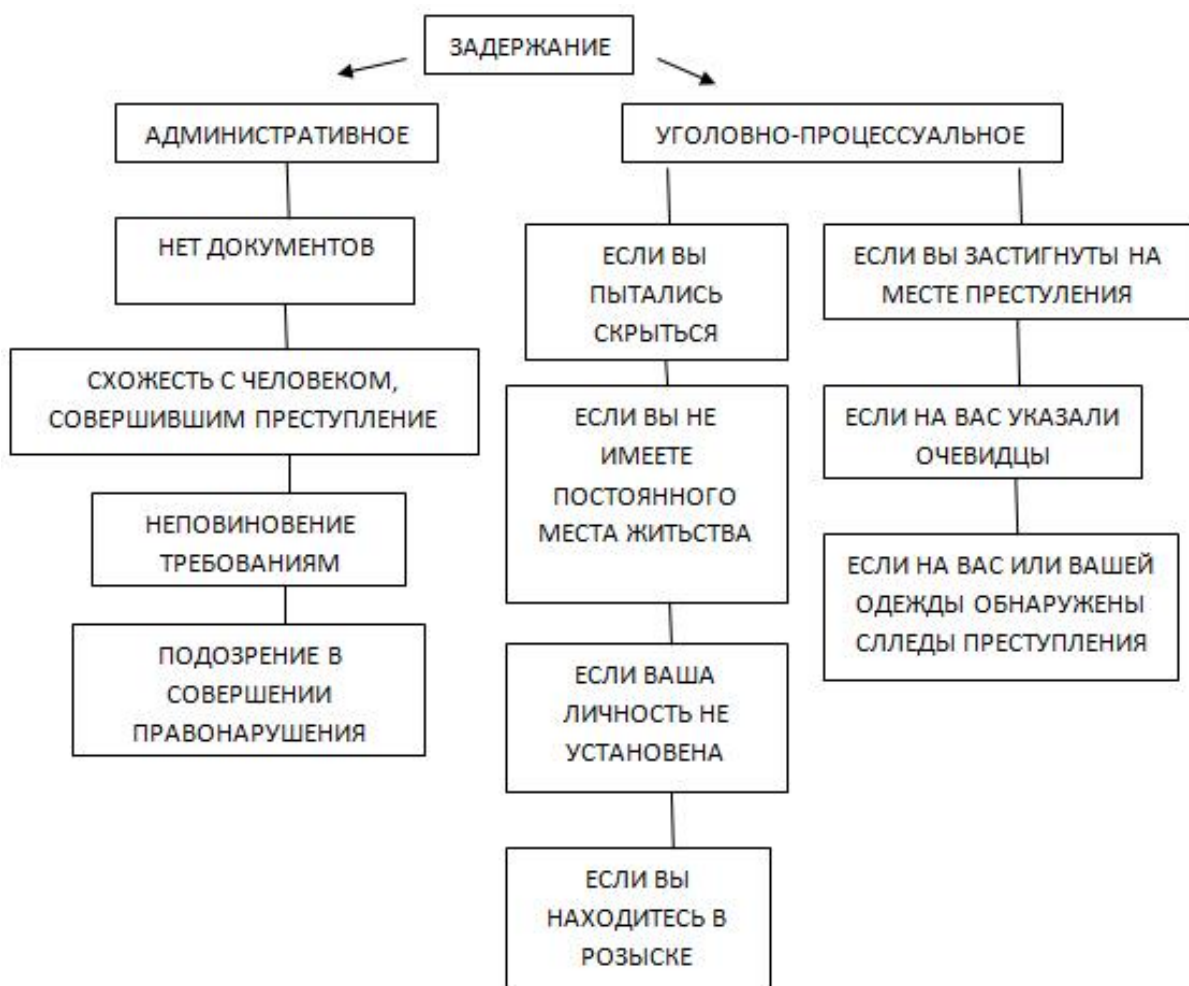 ЗАДЕРЖАНИЕ
АДМИНИСТРАТИВНОЕ
УГОЛОВНО-ПРОЦЕССУАЛЬНОЕ
НЕТ ДОКУМЕНТОВ
СХОЖЕСТЬ С ЧЕЛОВЕКОМ,
СОВЕРШИВШИМ ПРЕСТУПЛЕНИЕ
НЕПОВИНОВЕНИЕ
ТРЕБОВАНИЯМ
ПОДОЗРЕНИЕ В
СОВЕРШЕНИИ
ПРАВОНАРУШЕНИЯ
ЕСЛИ ВЫ
ПЫТАЛИСЬ
СКРЫТЬСЯ
ЕСЛИ ВЫ НЕ
ИМЕЕТЕ
ПОСТОЯННОГО
МЕСТА ЖИТЬСТВА
ЕСЛИ ВАША
ЛИЧНОСТЬ НЕ
УСТАНОВЕНА
ЕСЛИ ВЫ
НАХОДИТЕСЬ В
РОЗЫСКЕ
ЕСЛИ ВЫ ЗАСТИГНУТЫ НА
МЕСТЕ ПРЕСТУЛЕНИЯ
ЕСЛИ НА ВАС УКАЗАЛИ
ОЧЕВИДЦЫ
ЕСЛИ НА ВАС ИЛИ ВАШЕЙ
ОДЕЖДЫ ОБНАРУЖЕНЫ
СЛЛЕДЫ ПРЕСТУПЛЕНИЯ